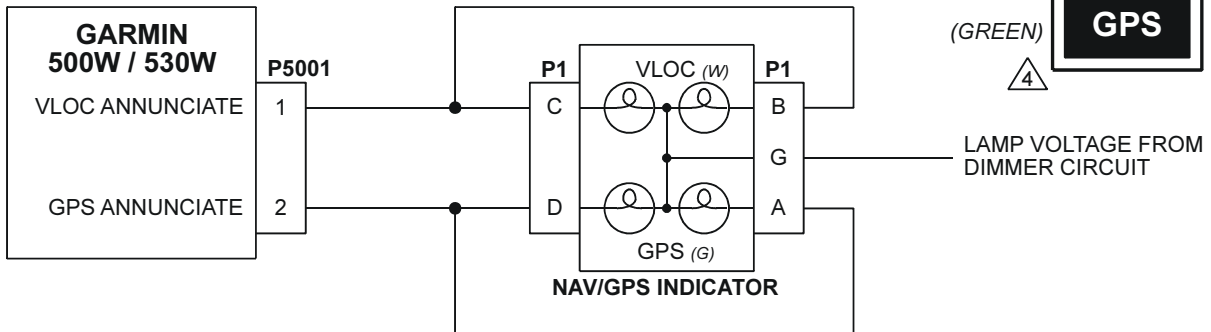 GARMIN
500W / 530W
P5001
VLOC ANNUNCIATE 1
GPS ANNUNCIATE 2
P1
VLOC (W)
P1
C
B
G
D
A
GPS (G)
NAV/GPS INDICATOR
(GREEN)
GPS
4
LAMP VOLTAGE FROM
DIMMER CIRCUIT